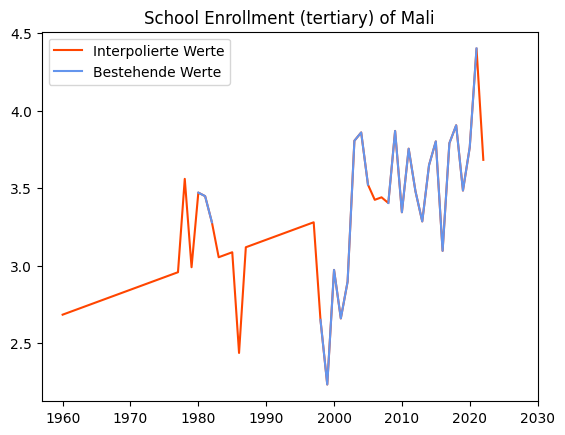 School Enrollment (tertiary) of Mali
4.5
4.0
3.5
3.0
2.5
Interpolierte Werte
Bestehende Werte
1960 1970 1980 1990 2000 2010 2020 2030